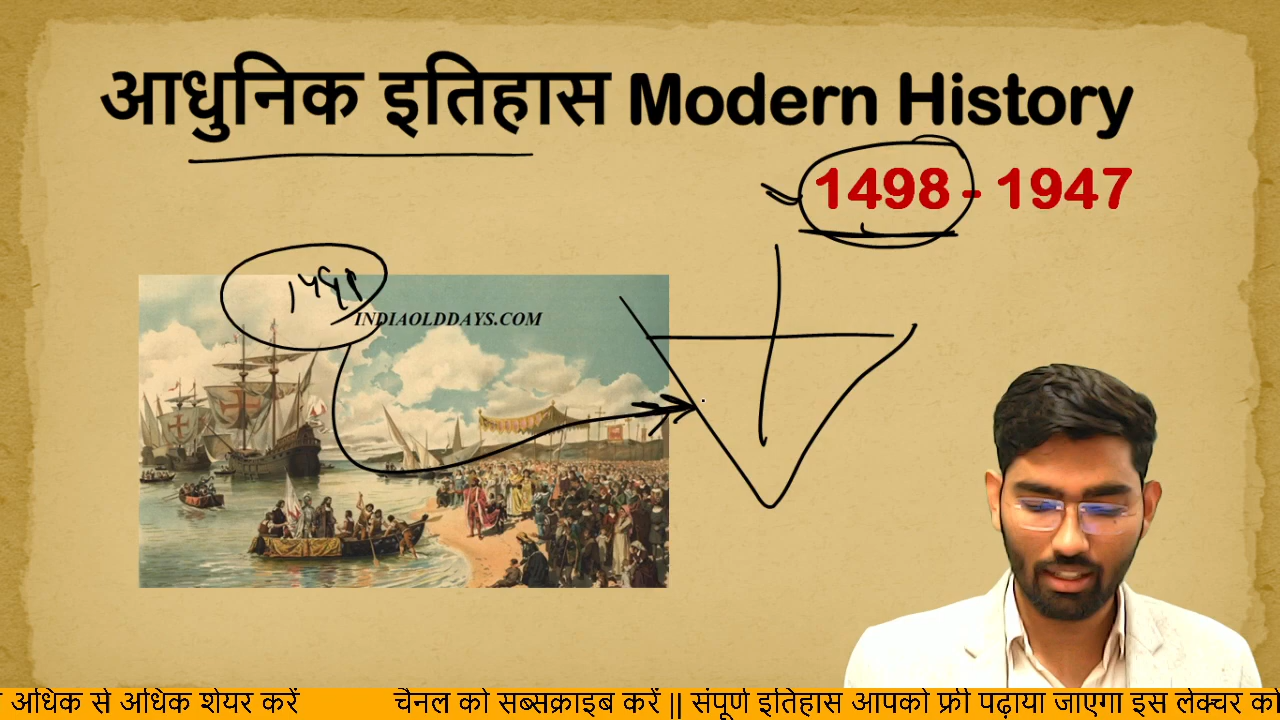 आधुनिक इतिहास Modern History
1498 - 1947
INDIAOLDDAYS.COM
अधिक से अधिक शेयर करें चैनल को सब्सक्राइब करें || संपूर्ण इतिहास आपको फ्री पढ़ाया जाएगा इस लेक्चर को